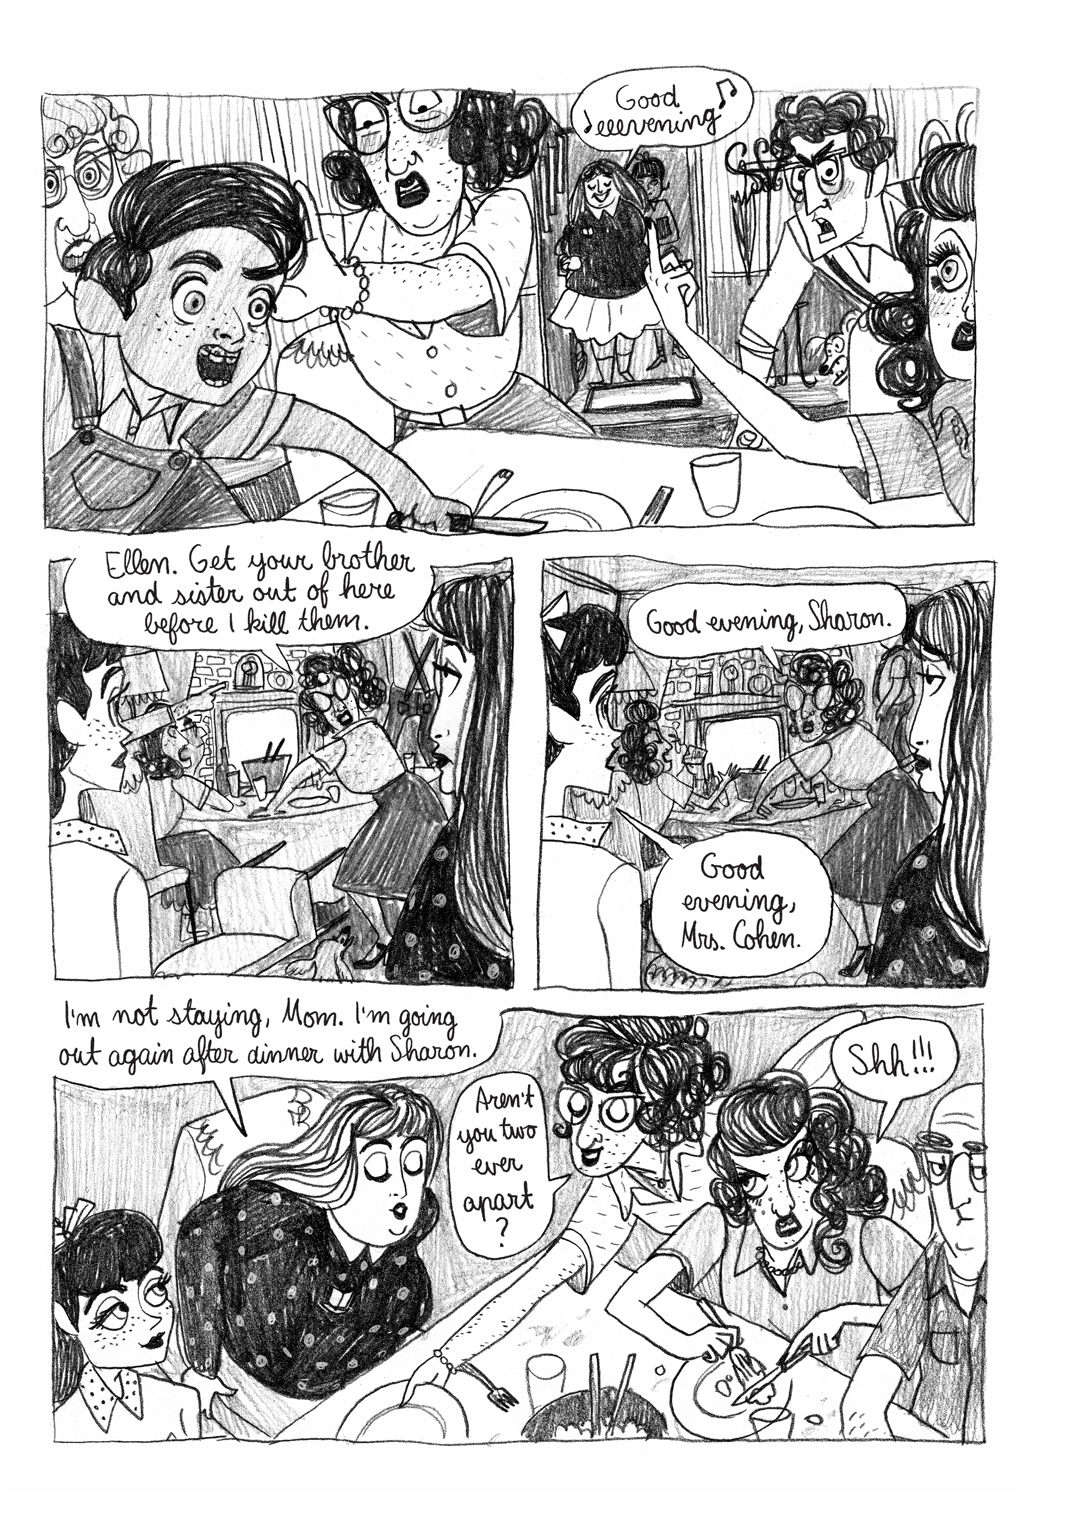 Good
eeevening
Ellen. Get your brother
and sister out of here
before I kill them.
Good evening, Sharon.
Good
evening,
Mrs. Cohen.
I'm not staying, Mom. I'm going
out again after dinner with Sharon.
Aren't
you two
ever
apart
?
Shh!!!